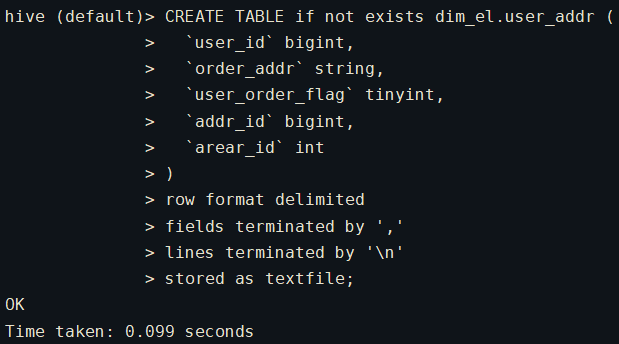 hive (default)> CREATE TABLE if not exists dim_el.user_addr (
              >   `user_id` bigint,
              >   `order_addr` string,
              >   `user_order_flag` tinyint,
              >   `addr_id` bigint,
              >   `arear_id` int
              > )
              > row format delimited
              > fields terminated by ','
              > lines terminated by '\n'
              > stored as textfile;
OK
Time taken: 0.099 seconds